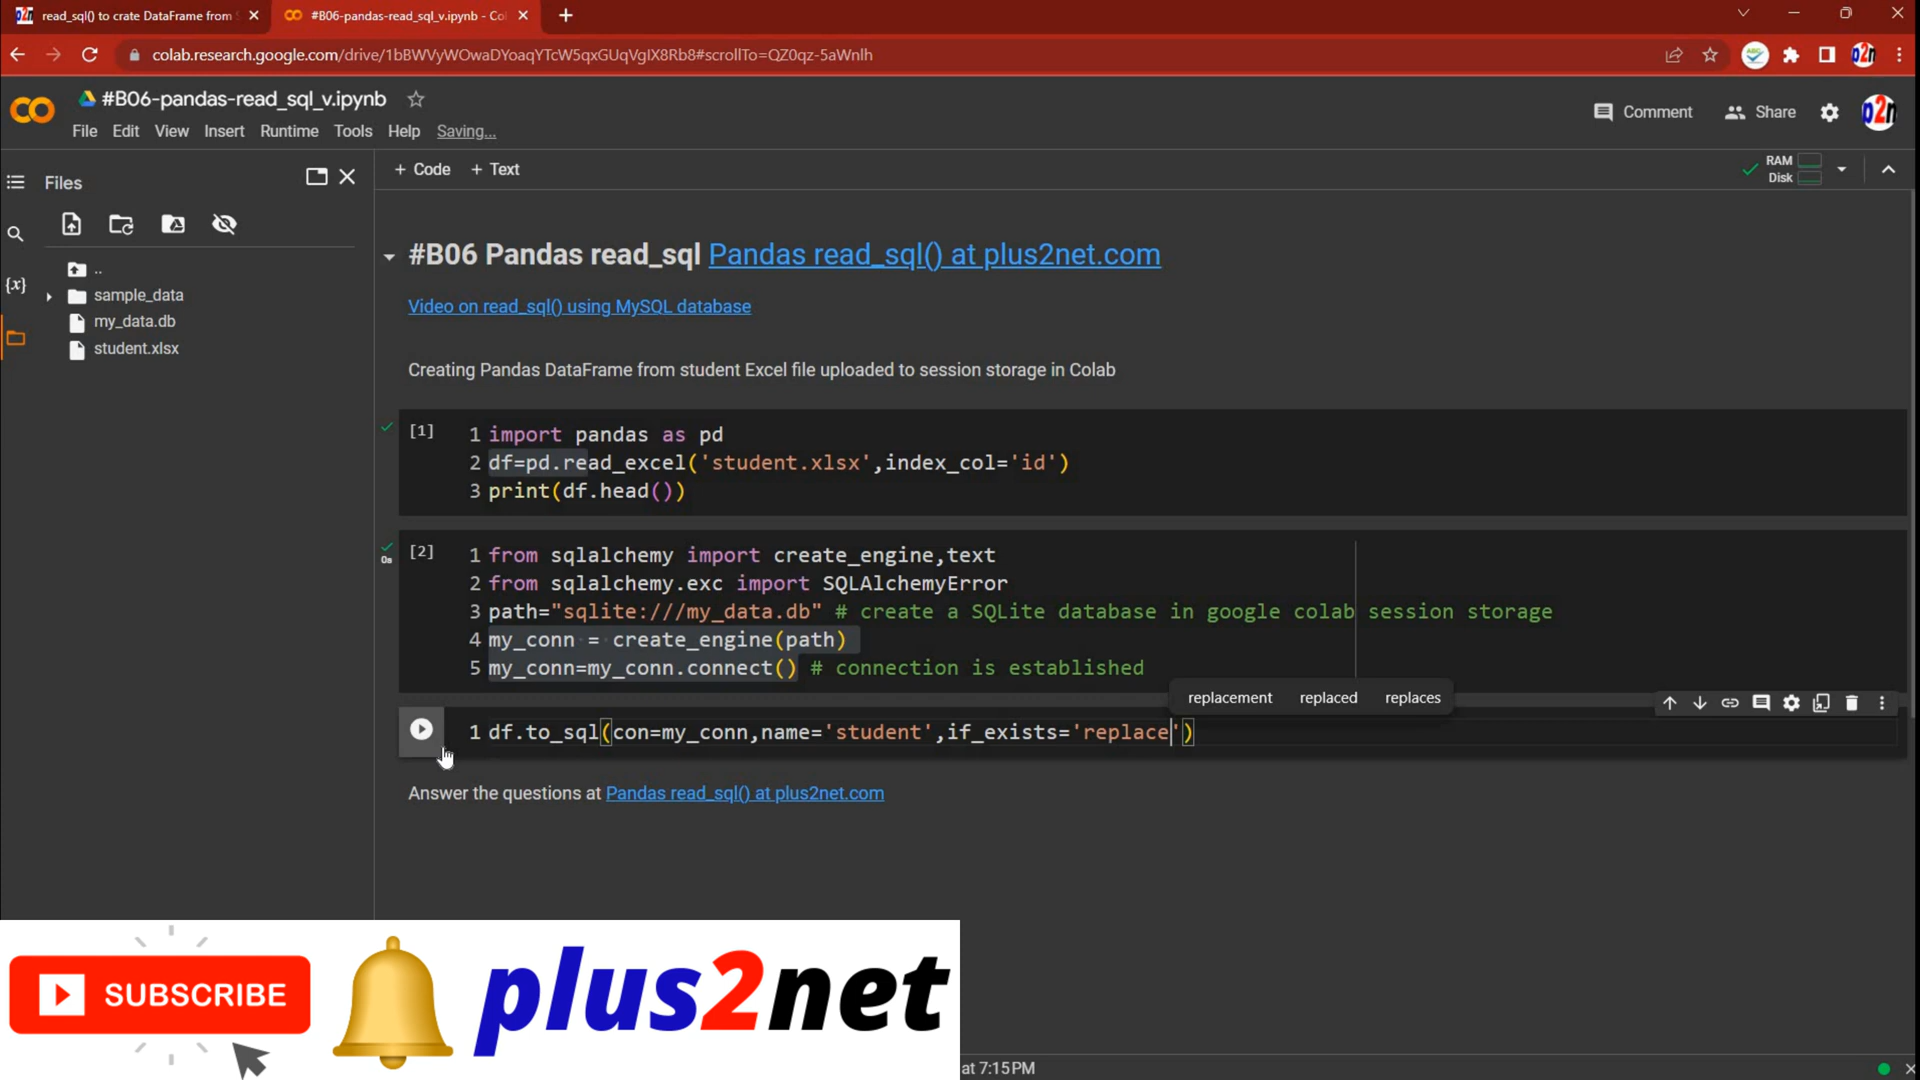 read_sql() to crate DataFrame from
#B06-pandas-read_sql_v.ipynb - Co
colab.research.google.com/drive/1bBWVyWOwaDYoaqYTcW5qxGUqVgIX8Rb8#scrollTo=QZ0qz-5aWnlh
ABC
p2n
#B06-pandas-read_sql_v.ipynb
File Edit View Insert Runtime Tools Help Saving...
Comment Share
p2n
Files
+ Code + Text
RAM
Disk
..
sample_data
my_data.db
student.xlsx
{x}
#B06 Pandas read_sql Pandas read_sql() at plus2net.com
Video on read_sql() using MySQL database
Creating Pandas DataFrame from student Excel file uploaded to session storage in Colab
[1]
1 import pandas as pd
2 df=pd.read_excel('student.xlsx',index_col='id')
3 print(df.head())
[2]
0s
1 from sqlalchemy import create_engine,text
2 from sqlalchemy.exc import SQLAlchemyError
3 path="sqlite:///my_data.db" # create a SQLite database in google colab session storage
4 my_conn = create_engine(path)
5 my_conn=my_conn.connect() # connection is established
replacement replaced replaces
1 df.to_sql(con=my_conn,name='student',if_exists='replace')
Answer the questions at Pandas read_sql() at plus2net.com
SUBSCRIBE
plus2net
at 7:15PM